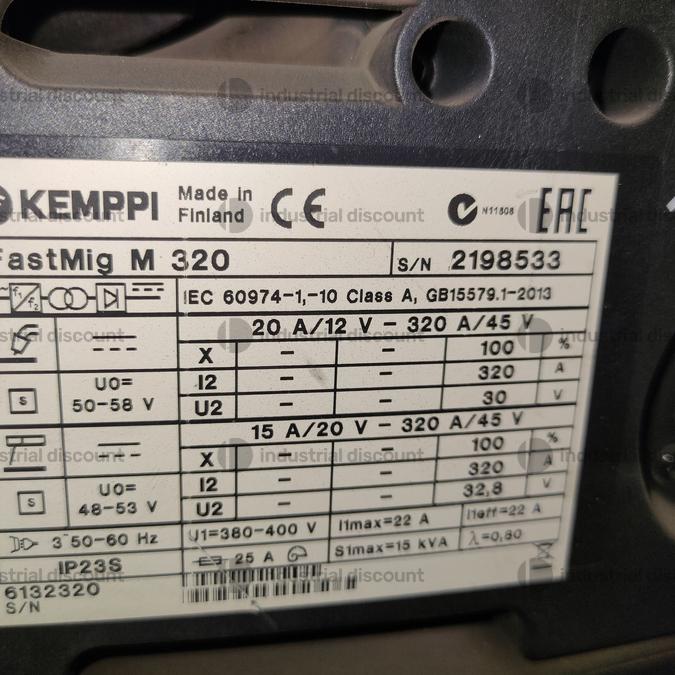 KEMPPI Made in Finland CE N11808 EAC
FastMig M 320 S/N 2198533
f1 f2 IEC 60974-1,-10 Class A, GB15579.1-2013
20 A/12 V – 320 A/45 V
X – – 100 %
S U0= 50-58 V I2 – – 320 A
U2 – – 30 V
15 A/20 V – 320 A/45 V
X – – 100 %
S U0= 48-53 V I2 – – 320 A
U2 – – 32,8 V
3~50-60 Hz U1=380-400 V I1max=22 A I1eff=22 A
IP23S 25 A S1max=15 kVA λ=0,80
6132320
S/N
industrial discount